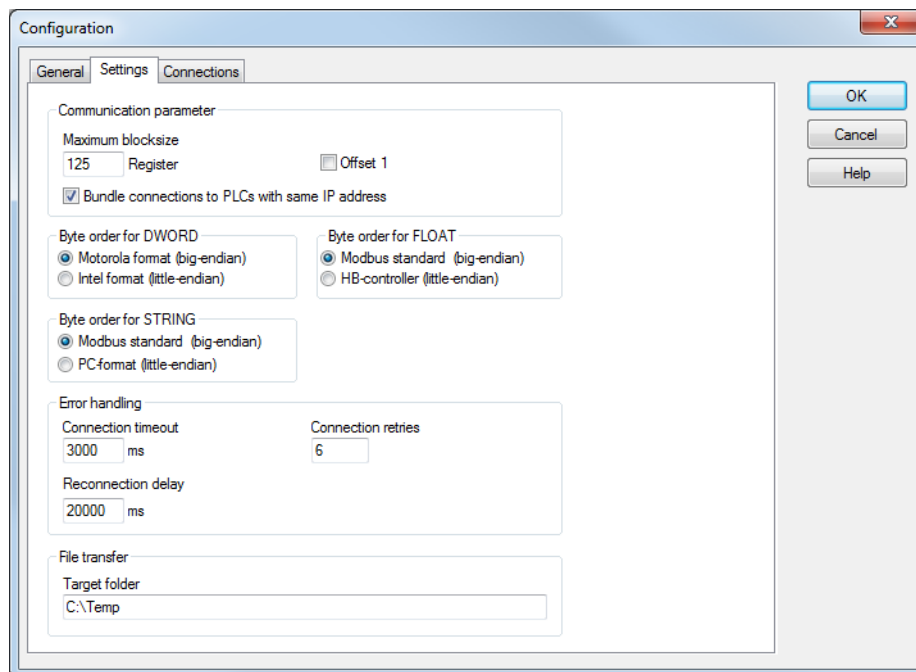 Configuration
General Settings Connections
OK
Cancel
Help
Communication parameter
Maximum blocksize
125 Register Offset 1
Bundle connections to PLCs with same IP address
Byte order for DWORD Byte order for FLOAT
Motorola format (big-endian) Modbus standard (big-endian)
Intel format (little-endian) HB-controller (little-endian)
Byte order for STRING
Modbus standard (big-endian)
PC-format (little-endian)
Error handling
Connection timeout Connection retries
3000 ms 6
Reconnection delay
20000 ms
File transfer
Target folder
C:\Temp